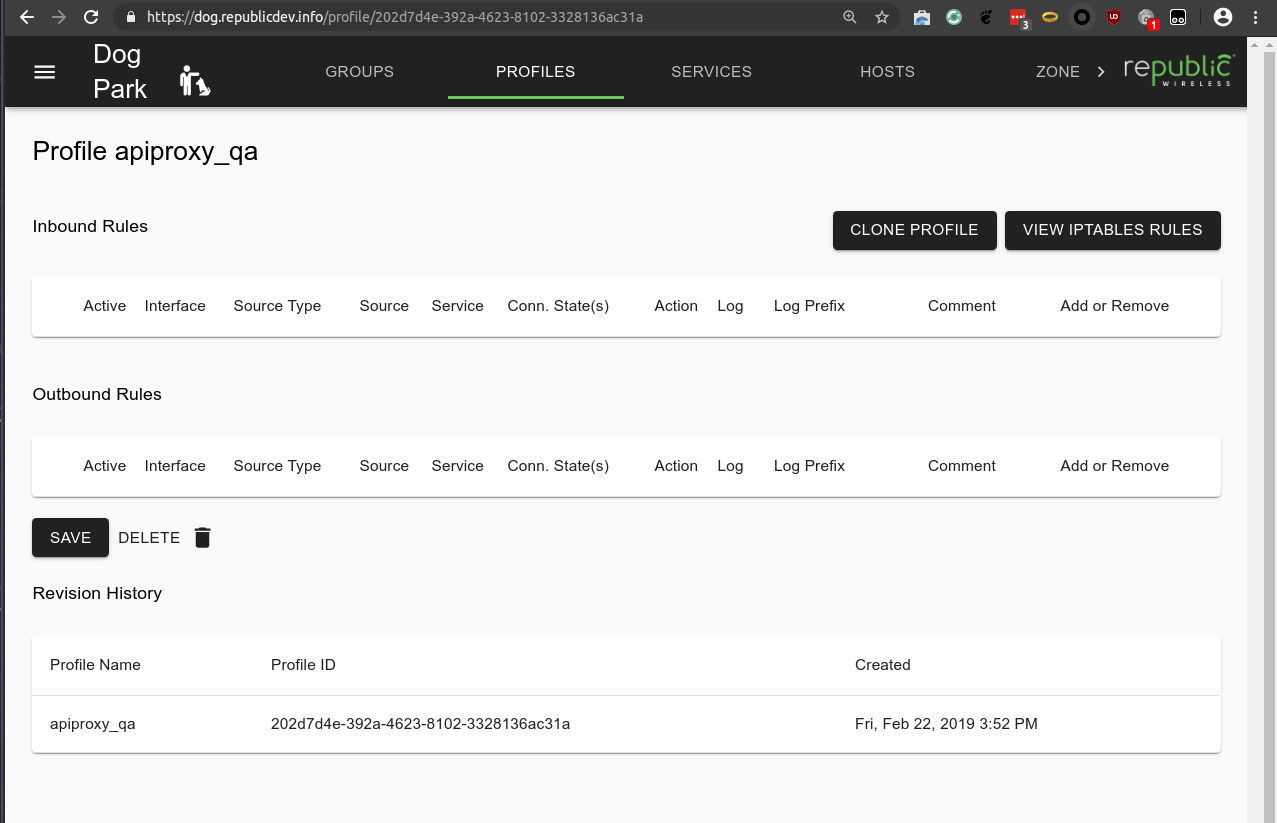 https://dog.republicdev.info/profile/202d7d4e-392a-4623-8102-3328136ac31a
3
UD
1
Dog
Park
GROUPS
PROFILES
SERVICES
HOSTS
ZONE
republic
WIRELESS
Profile apiproxy_qa
Inbound Rules
CLONE PROFILE
VIEW IPTABLES RULES
Active Interface Source Type Source Service Conn. State(s) Action Log Log Prefix Comment Add or Remove
Outbound Rules
Active Interface Source Type Source Service Conn. State(s) Action Log Log Prefix Comment Add or Remove
SAVE DELETE
Revision History
Profile Name Profile ID Created
apiproxy_qa 202d7d4e-392a-4623-8102-3328136ac31a Fri, Feb 22, 2019 3:52 PM